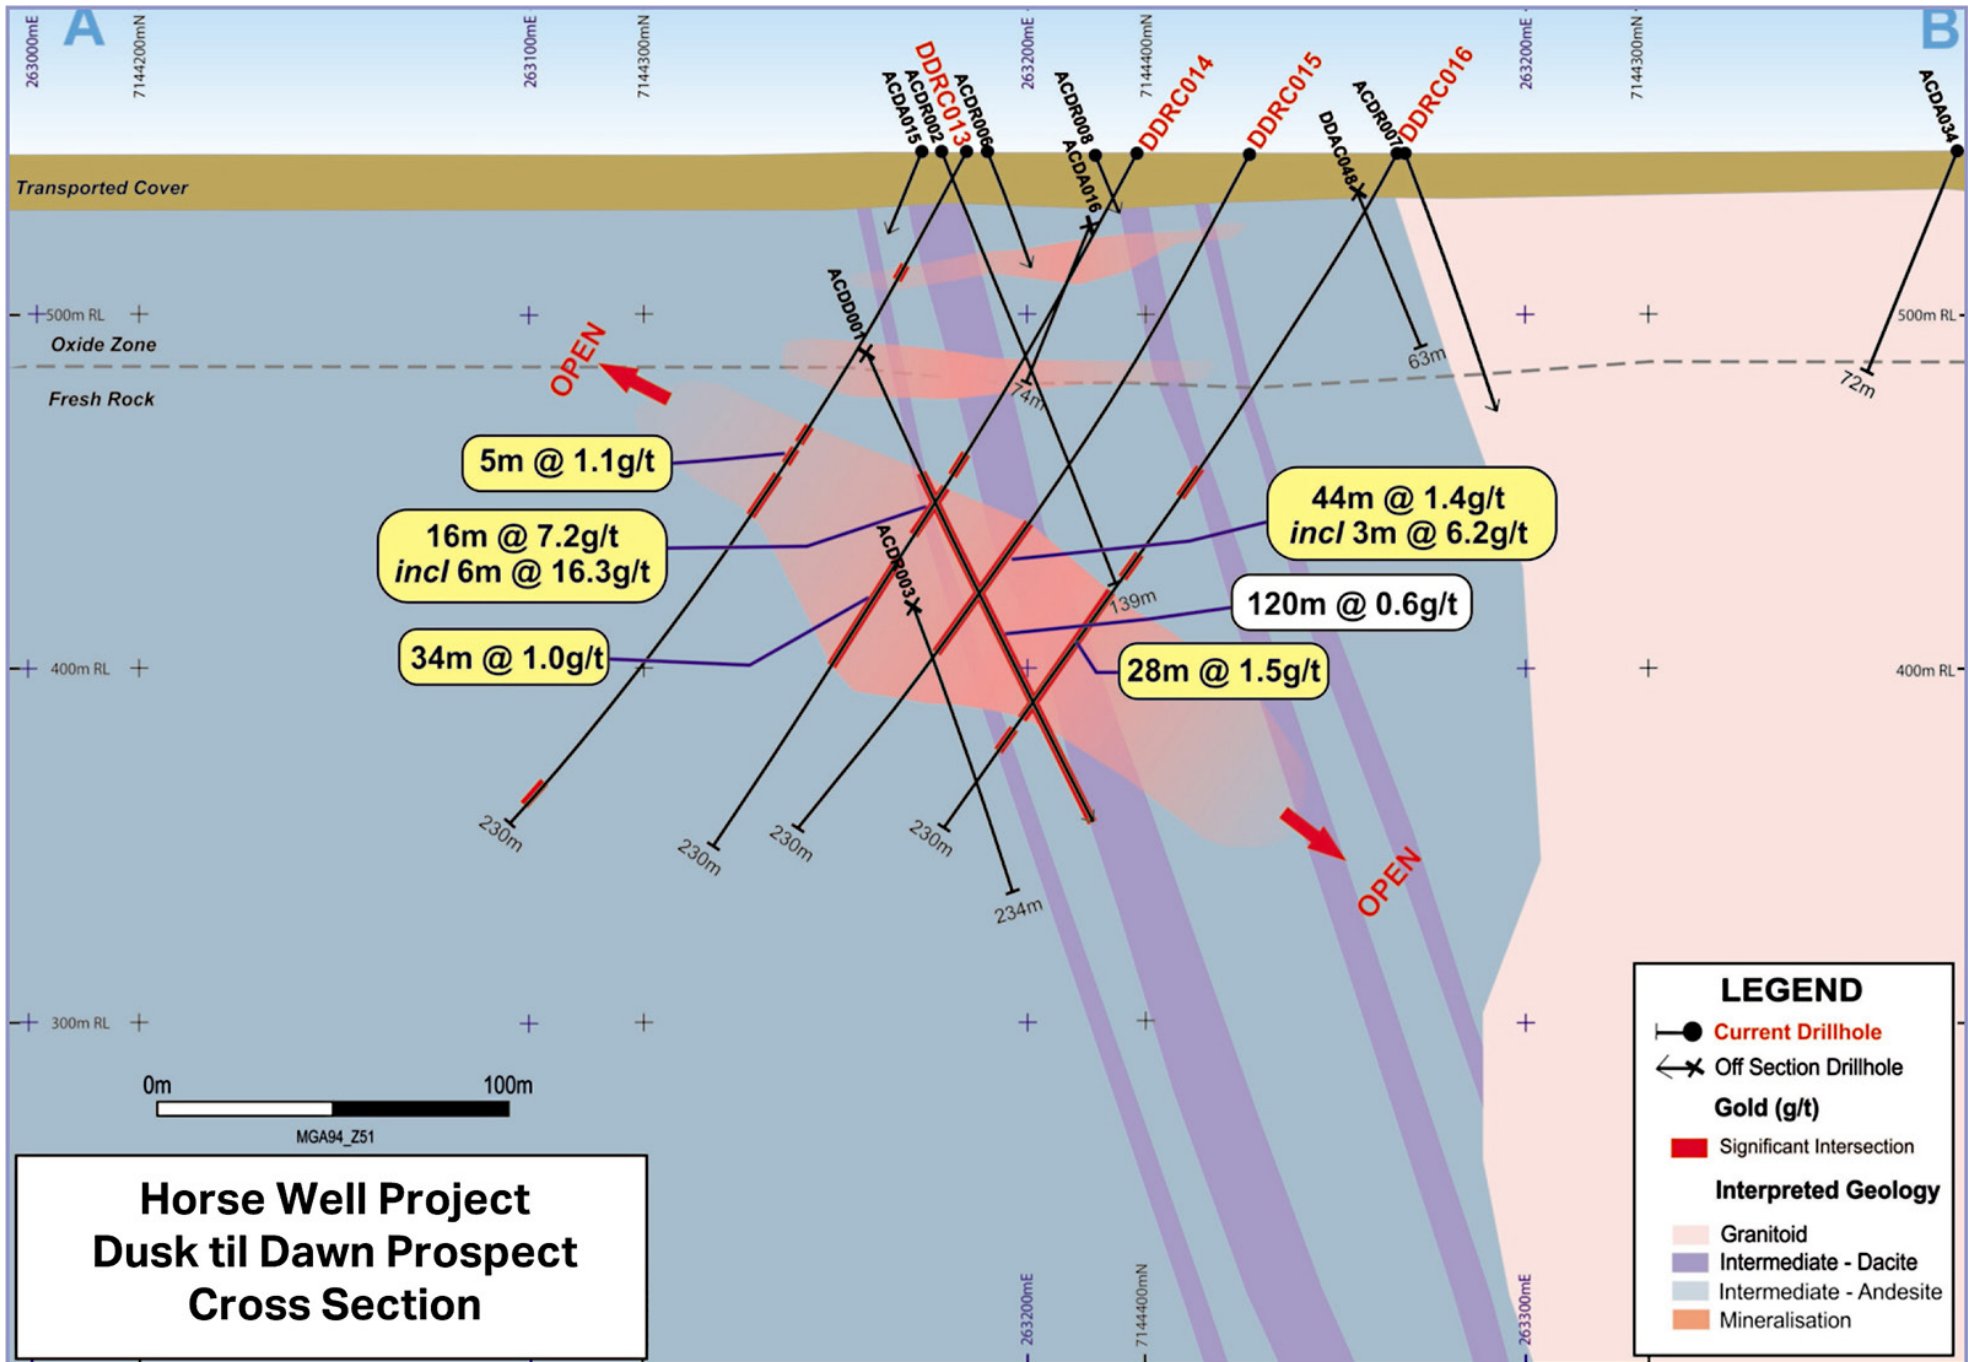 A
B
263000mE
7144200mN
263100mE
7144300mN
263200mE
7144400mN
263200mE
7144300mN
ACDA015
ACDR002
DDRC013
ACDR006
ACDR008
ACDA016
DDRC014
DDRC015
DDAC048
ACDR007
DDRC016
ACDA034
Transported Cover
ACDD001
500m RL
500m RL
Oxide Zone
Fresh Rock
OPEN
74m
63m
72m
5m @ 1.1g/t
16m @ 7.2g/t
incl 6m @ 16.3g/t
44m @ 1.4g/t
incl 3m @ 6.2g/t
ACDR003
139m
120m @ 0.6g/t
34m @ 1.0g/t
28m @ 1.5g/t
400m RL
400m RL
230m
230m
230m
230m
234m
OPEN
300m RL
0m
100m
MGA94_Z51
Horse Well Project
Dusk til Dawn Prospect
Cross Section
263200mE
7144400mN
263300mE
LEGEND
Current Drillhole
Off Section Drillhole
Gold (g/t)
Significant Intersection
Interpreted Geology
Granitoid
Intermediate - Dacite
Intermediate - Andesite
Mineralisation